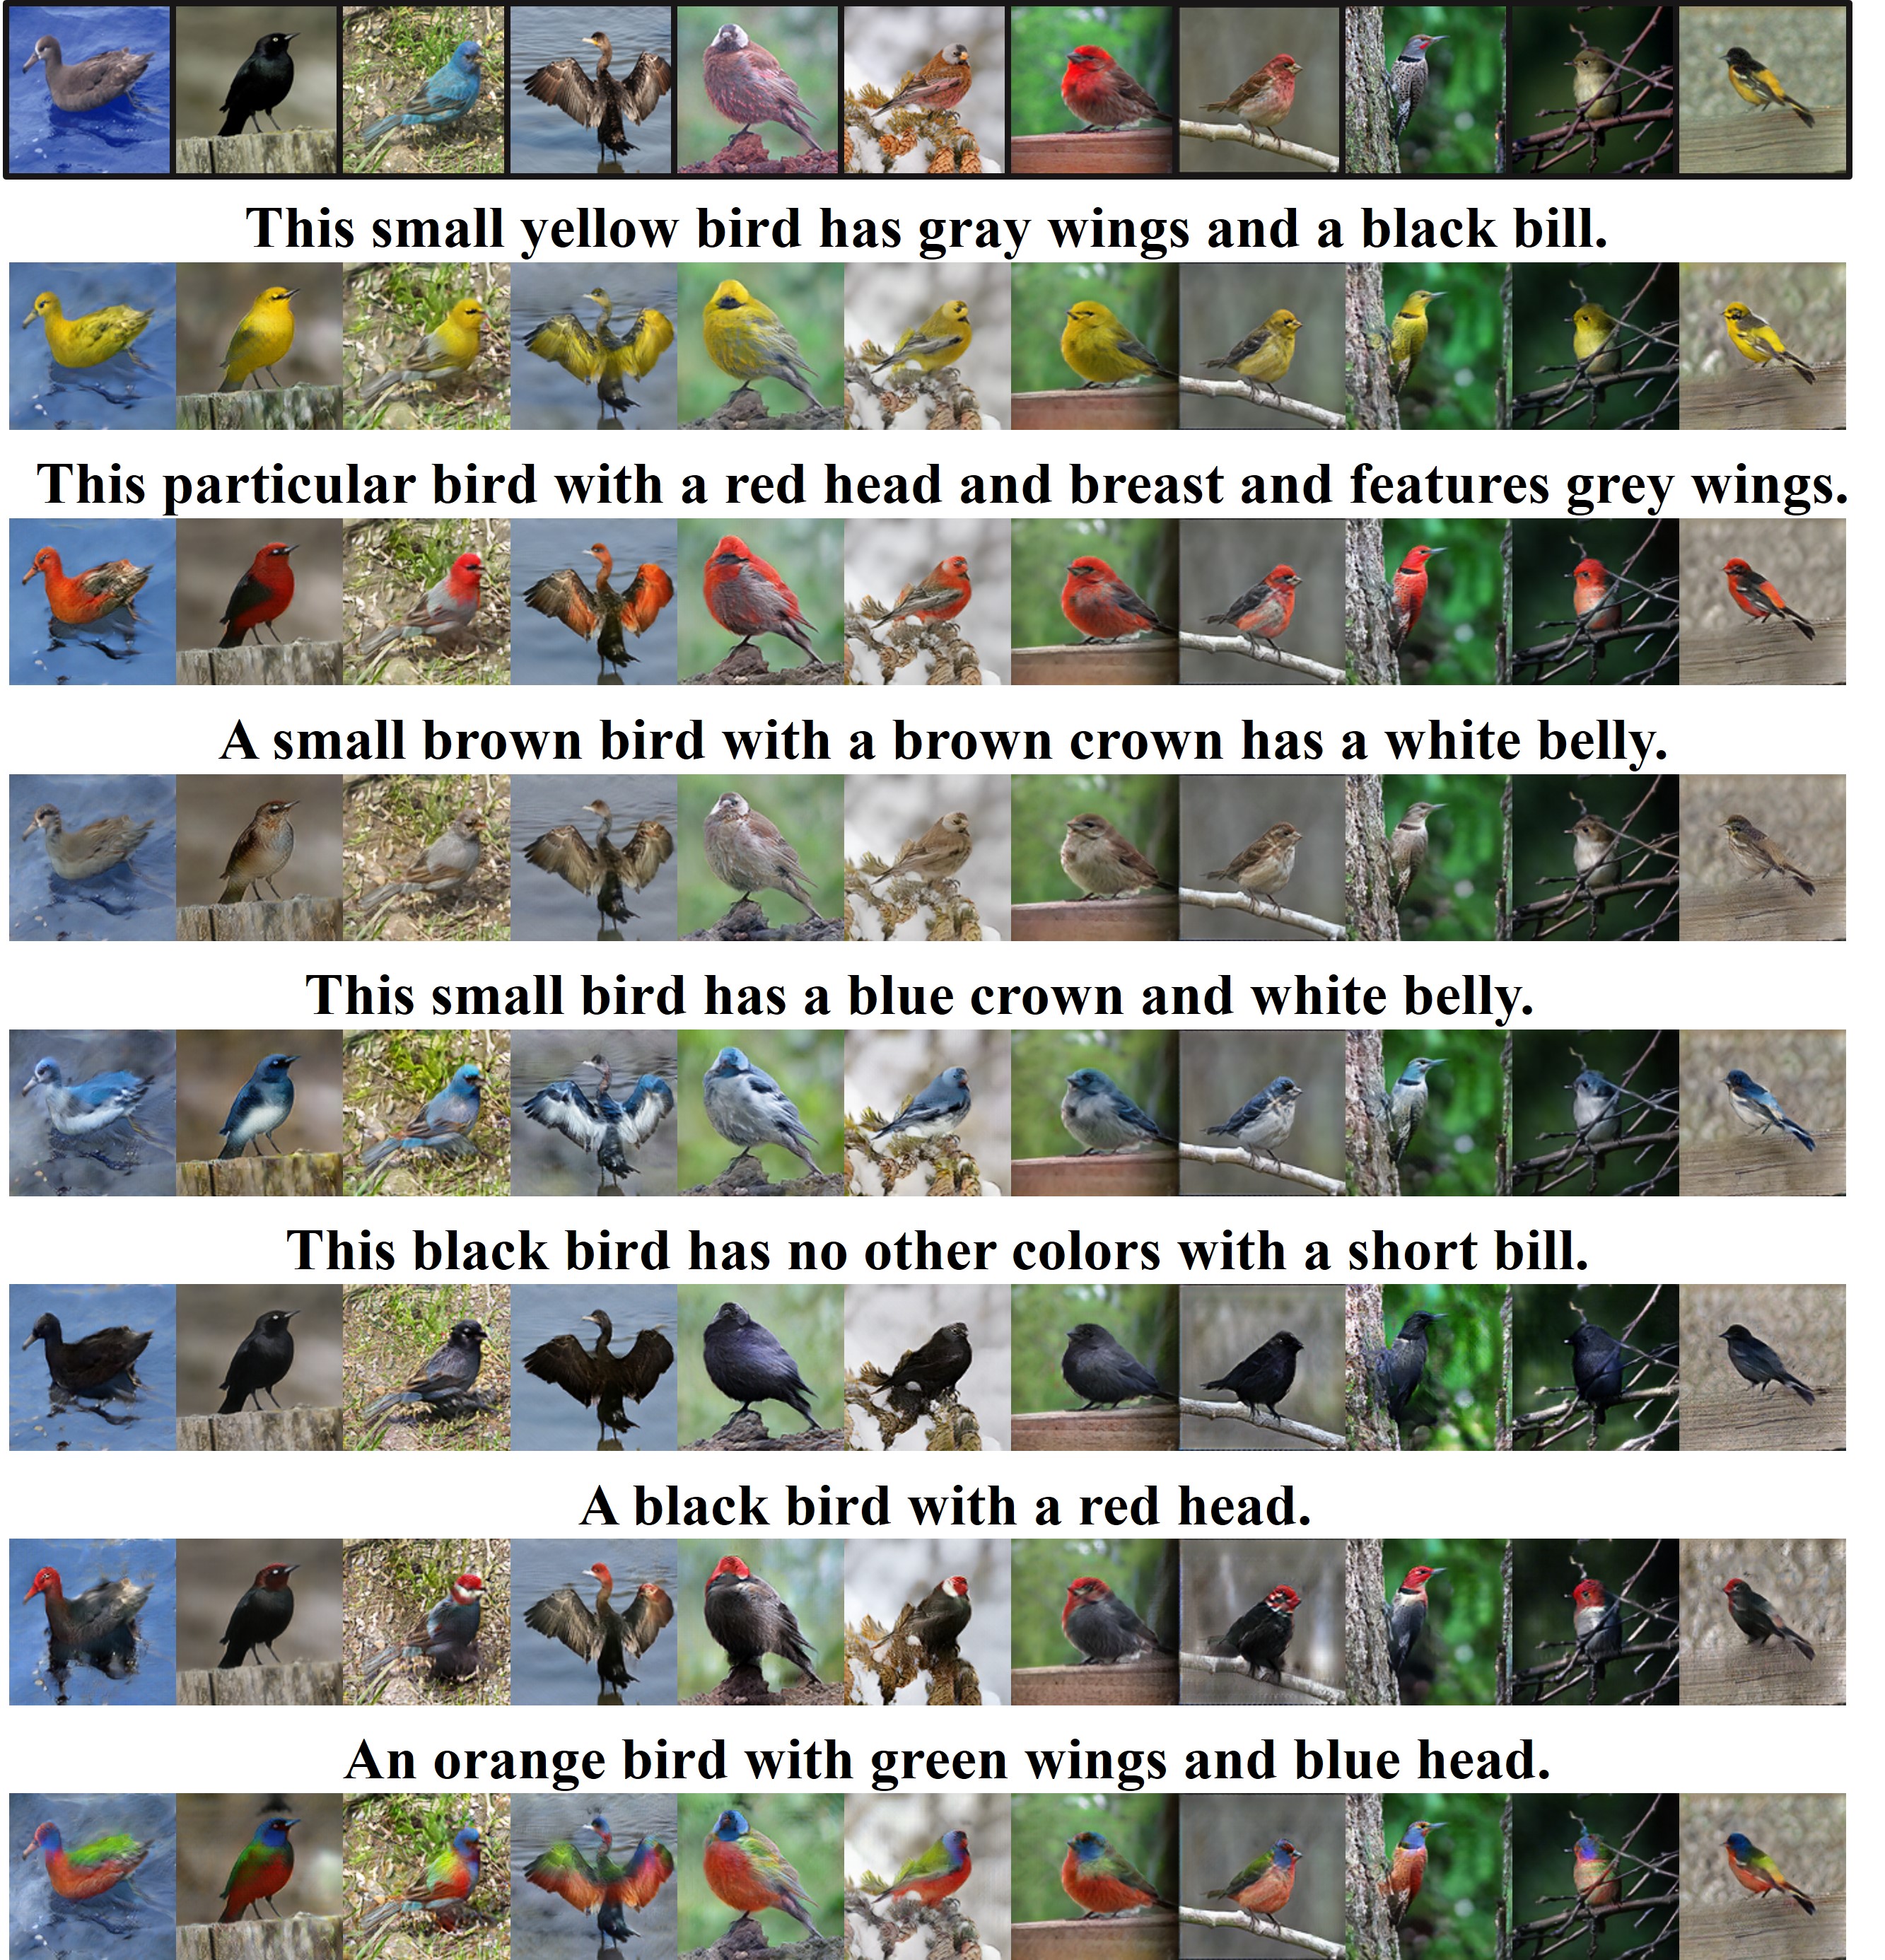 This small yellow bird has gray wings and a black bill.
This particular bird with a red head and breast and features grey wings.
A small brown bird with a brown crown has a white belly.
This small bird has a blue crown and white belly.
This black bird has no other colors with a short bill.
A black bird with a red head.
An orange bird with green wings and blue head.